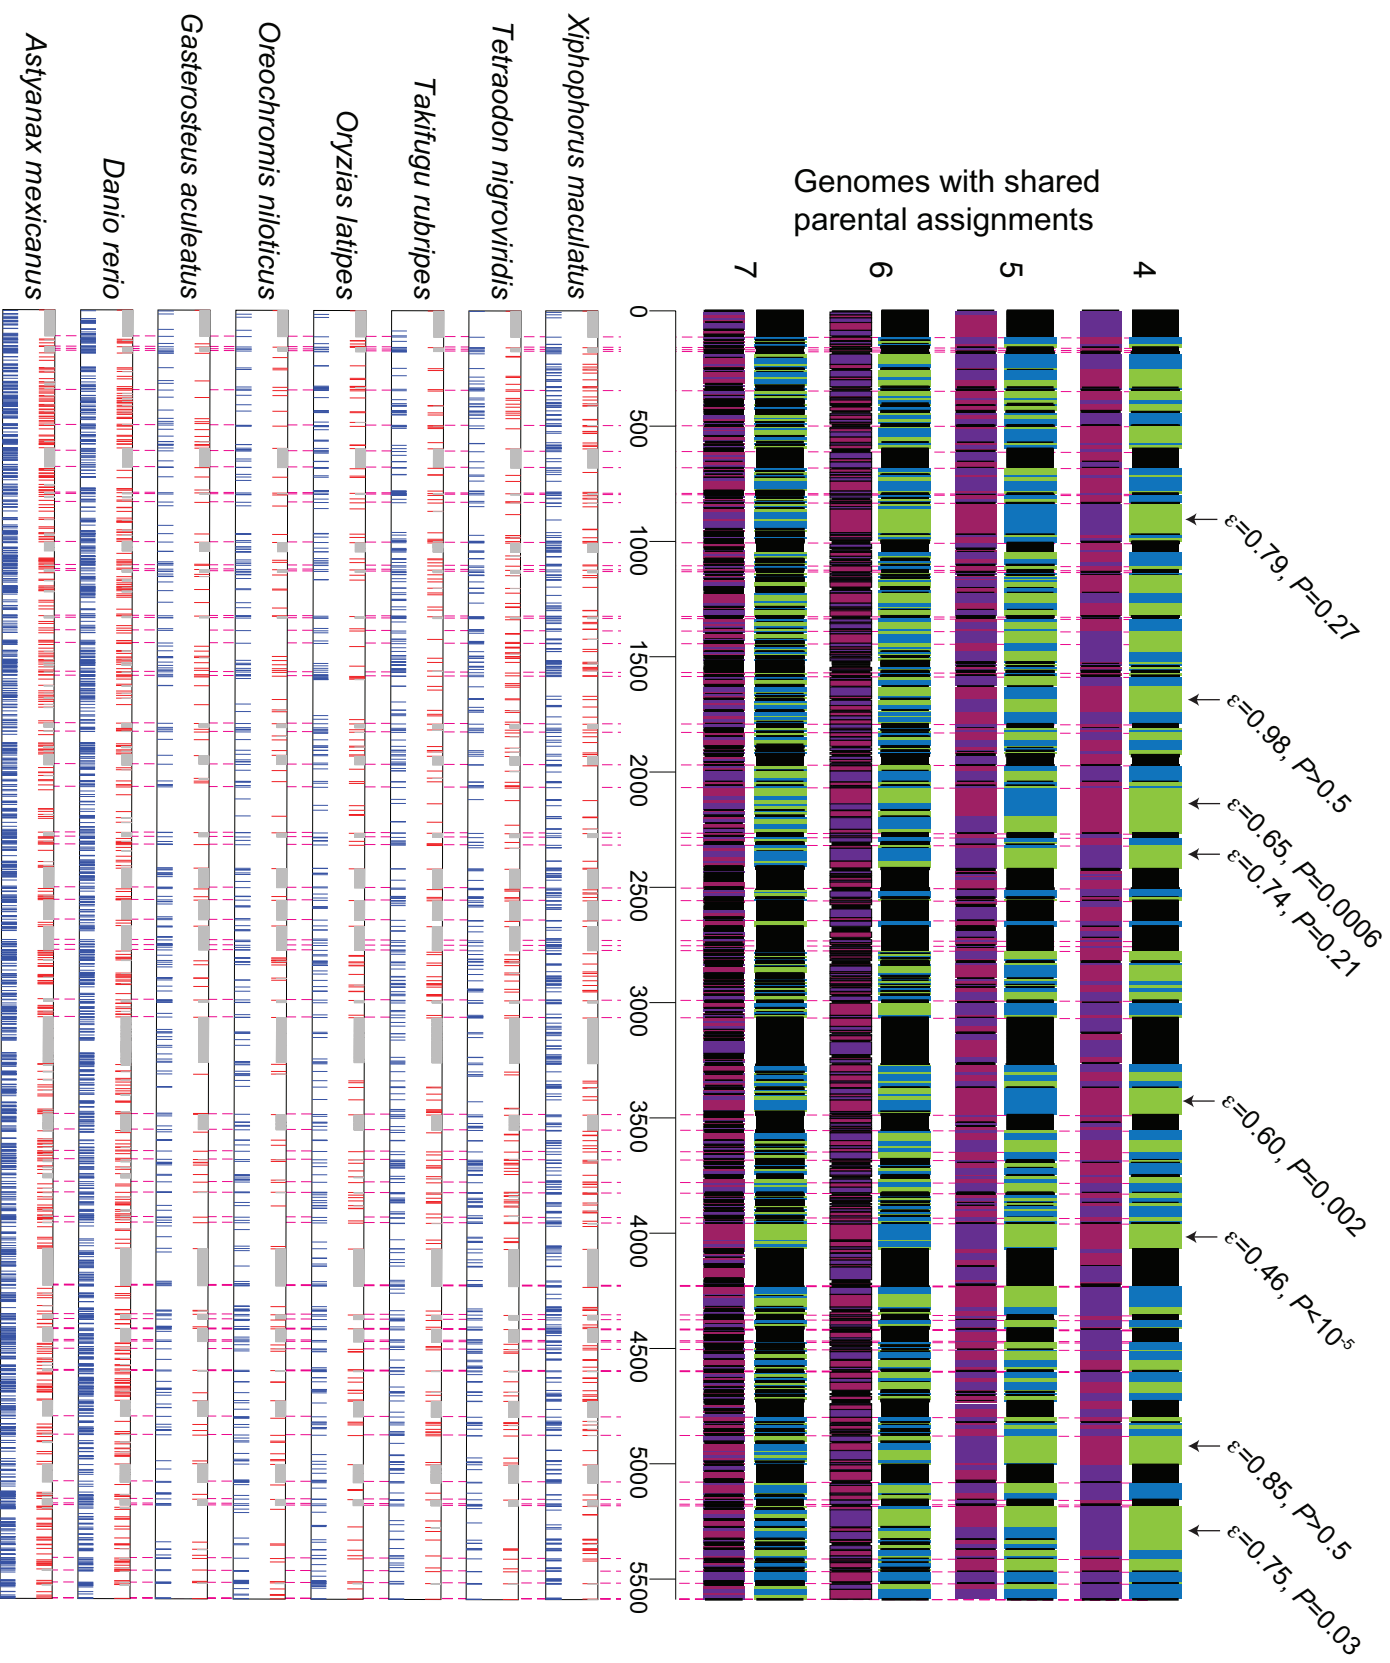 Genomes with shared
parental assignments
4
5
6
7
ε=0.79, P=0.27
ε=0.98, P>0.5
ε=0.65, P=0.0006
ε=0.74, P=0.21
ε=0.60, P=0.002
ε=0.46, P<10-5
ε=0.85, P>0.5
ε=0.75, P=0.03
0
500
1000
1500
2000
2500
3000
3500
4000
4500
5000
5500
Xiphophorus maculatus
Tetraodon nigroviridis
Takifugu rubripes
Oryzias latipes
Oreochromis niloticus
Gasterosteus aculeatus
Danio rerio
Astyanax mexicanus